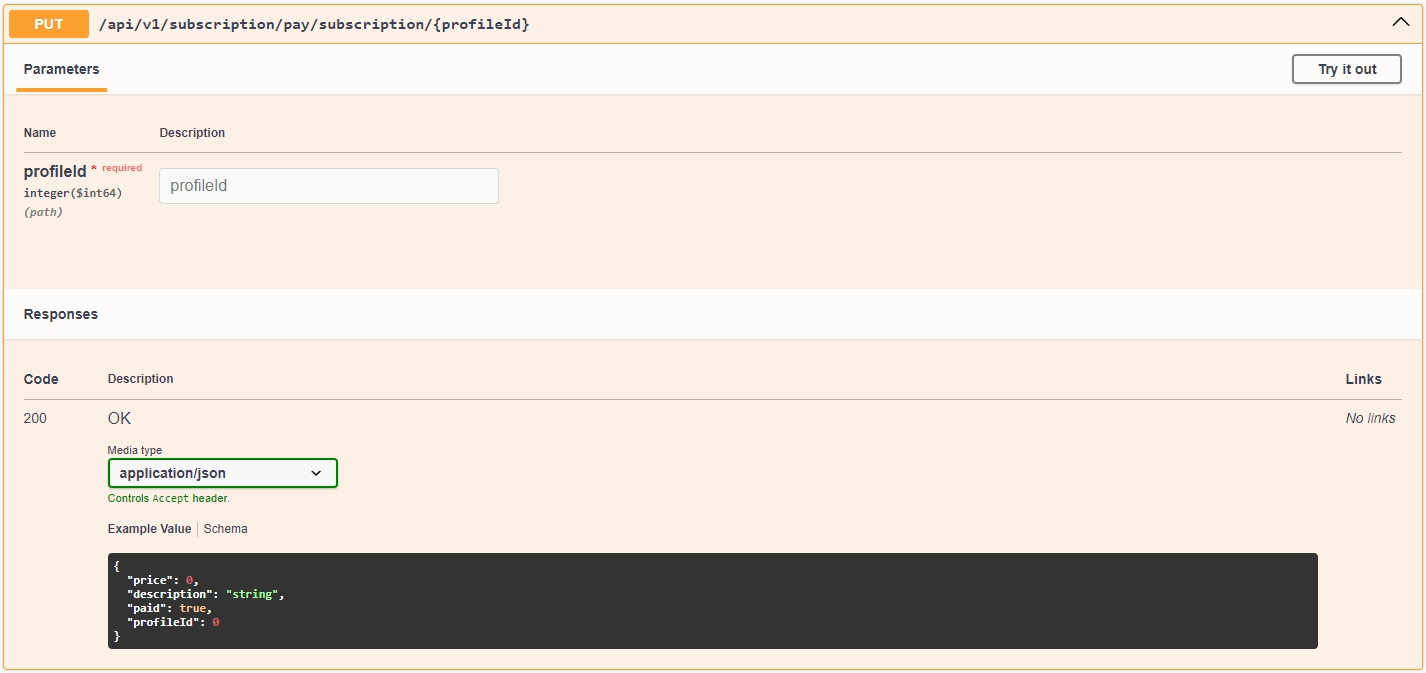 PUT /api/v1/subscription/pay/subscription/{profileId}
Parameters Try it out
Name Description
profileId * required profileId
integer($int64)
(path)
Responses
Code Description Links
200 OK No links
Media type
application/json
Controls Accept header.
Example Value Schema
{
"price": 0,
"description": "string",
"paid": true,
"profileId": 0
}